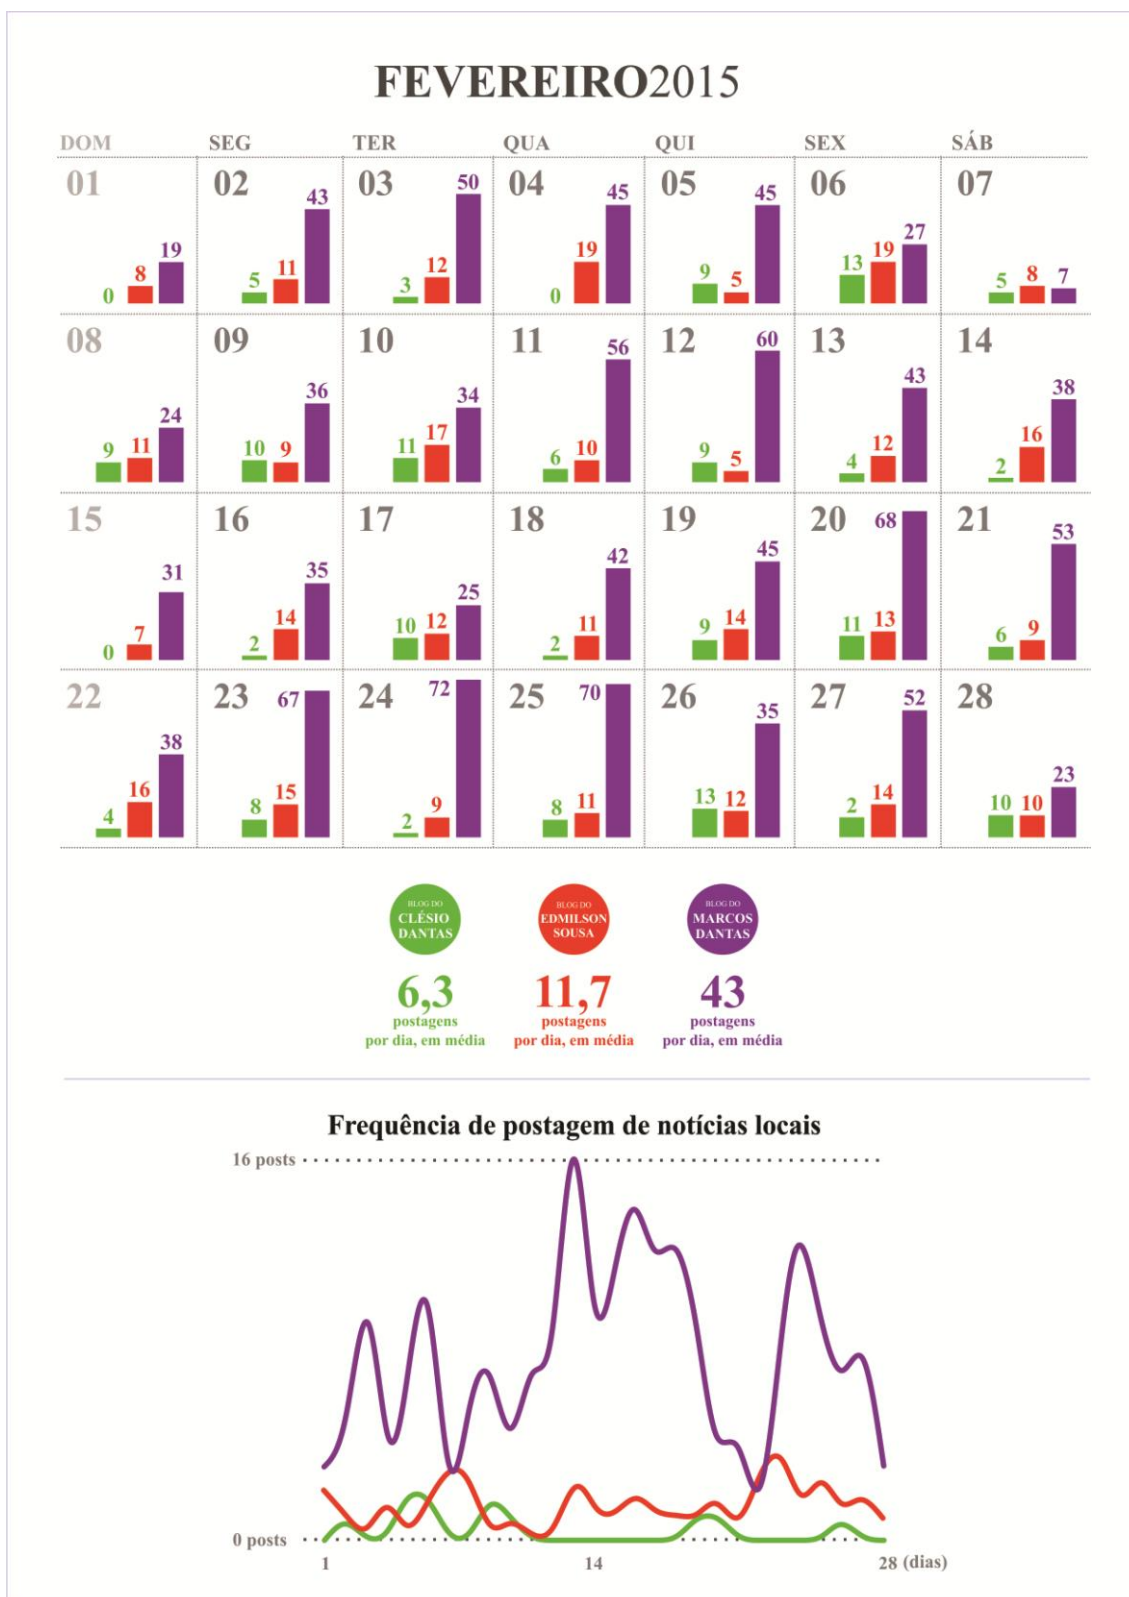 FEVEREIRO2015
DOM SEG TER QUA QUI SEX SÁB
01 02 03 04 05 06 07
0 8 19 5 11 43 3 12 50 0 19 45 9 5 45 13 19 27 5 8 7
08 09 10 11 12 13 14
9 11 24 10 9 36 11 17 34 6 10 56 9 5 60 4 12 43 2 16 38
15 16 17 18 19 20 21
0 7 31 2 14 35 10 12 25 2 11 42 9 14 45 11 13 68 6 9 53
22 23 24 25 26 27 28
4 16 38 8 15 67 2 9 72 8 11 70 13 12 35 2 14 52 10 10 23
BLOG DO
CLÉSIO
DANTAS
BLOG DO
EDMILSON
SOUSA
BLOG DO
MARCOS
DANTAS
6,3
postagens
por dia, em média
11,7
postagens
por dia, em média
43
postagens
por dia, em média
Frequência de postagem de notícias locais
16 posts
0 posts
1 14 28 (dias)